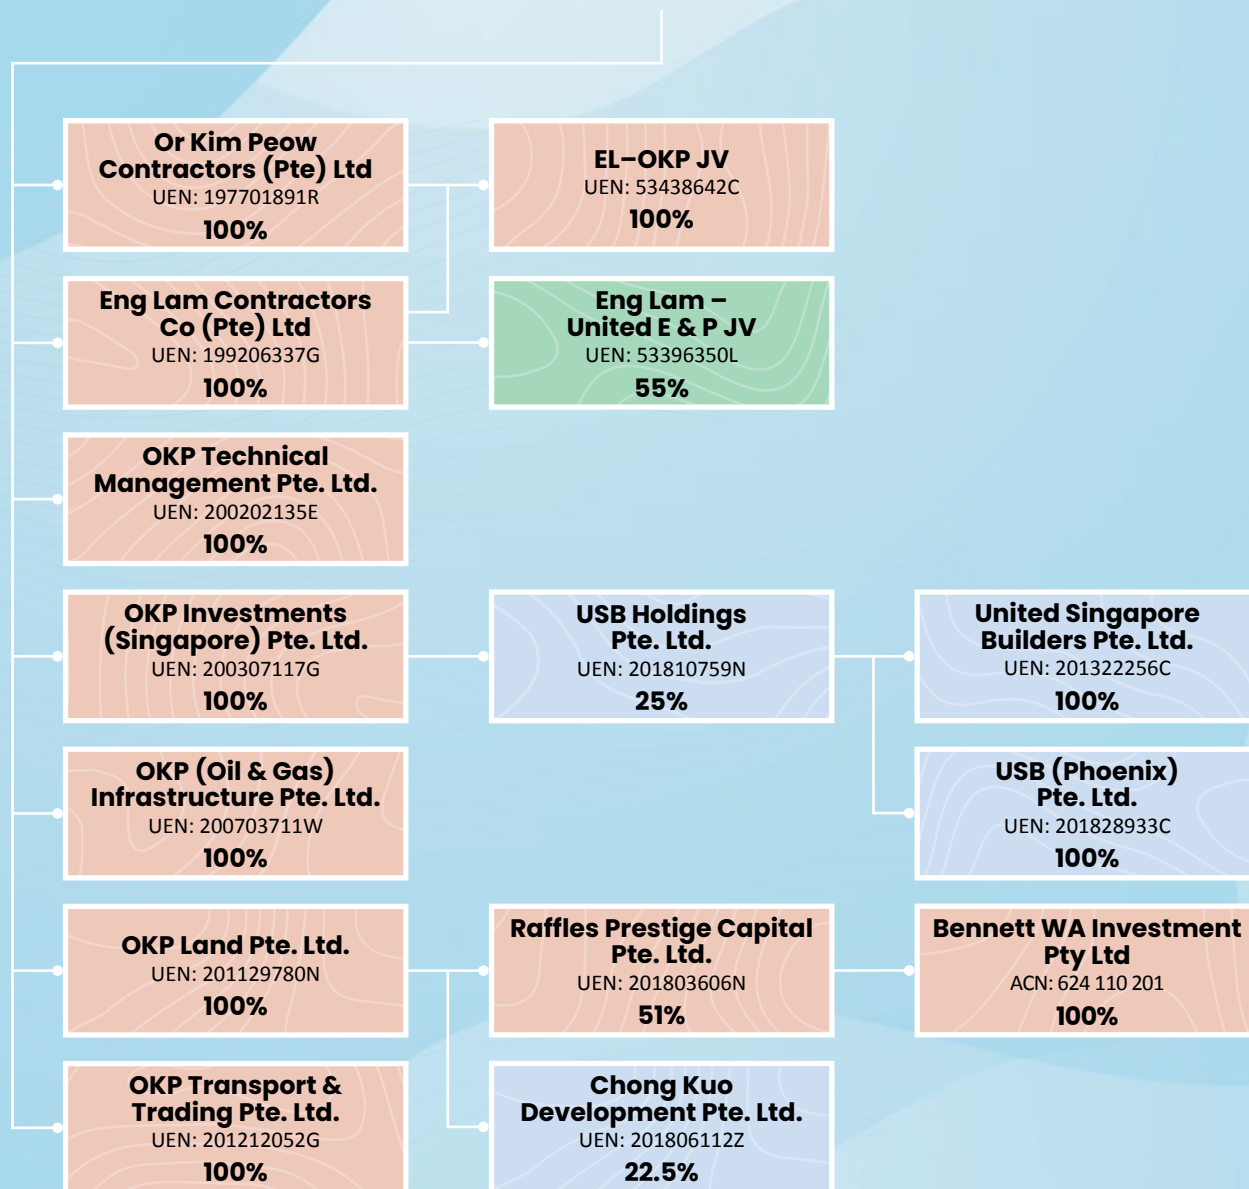 Or Kim Peow
Contractors (Pte) Ltd
UEN: 197701891R
100%
EL–OKP JV
UEN: 53438642C
100%
Eng Lam Contractors
Co (Pte) Ltd
UEN: 199206337G
100%
Eng Lam –
United E & P JV
UEN: 53396350L
55%
OKP Technical
Management Pte. Ltd.
UEN: 200202135E
100%
OKP Investments
(Singapore) Pte. Ltd.
UEN: 200307117G
100%
USB Holdings
Pte. Ltd.
UEN: 201810759N
25%
United Singapore
Builders Pte. Ltd.
UEN: 201322256C
100%
OKP (Oil & Gas)
Infrastructure Pte. Ltd.
UEN: 200703711W
100%
USB (Phoenix)
Pte. Ltd.
UEN: 201828933C
100%
OKP Land Pte. Ltd.
UEN: 201129780N
100%
Raffles Prestige Capital
Pte. Ltd.
UEN: 201803606N
51%
Bennett WA Investment
Pty Ltd
ACN: 624 110 201
100%
OKP Transport &
Trading Pte. Ltd.
UEN: 201212052G
100%
Chong Kuo
Development Pte. Ltd.
UEN: 201806112Z
22.5%